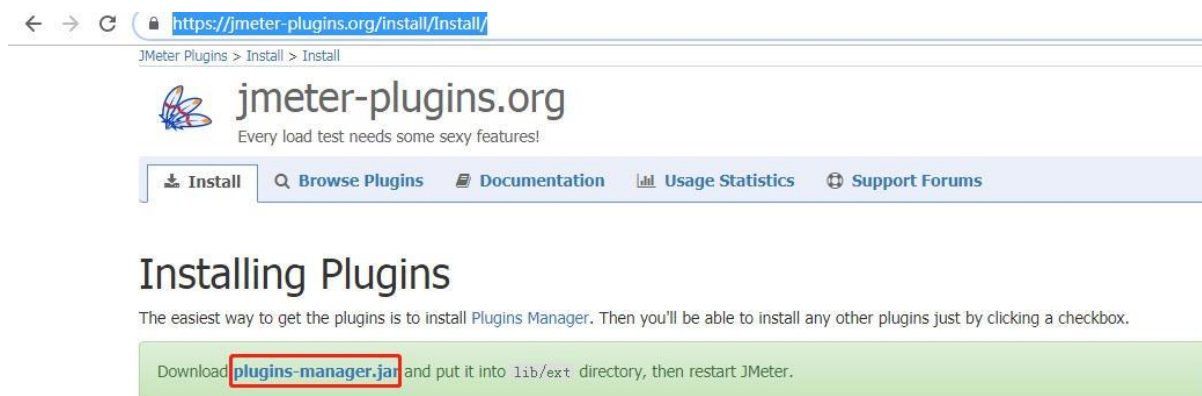 https://jmeter-plugins.org/install/Install/
JMeter Plugins > Install > Install
jmeter-plugins.org
Every load test needs some sexy features!
Install Browse Plugins Documentation Usage Statistics Support Forums
Installing Plugins
The easiest way to get the plugins is to install Plugins Manager. Then you'll be able to install any other plugins just by clicking a checkbox.
Download plugins-manager.jar and put it into lib/ext directory, then restart JMeter.